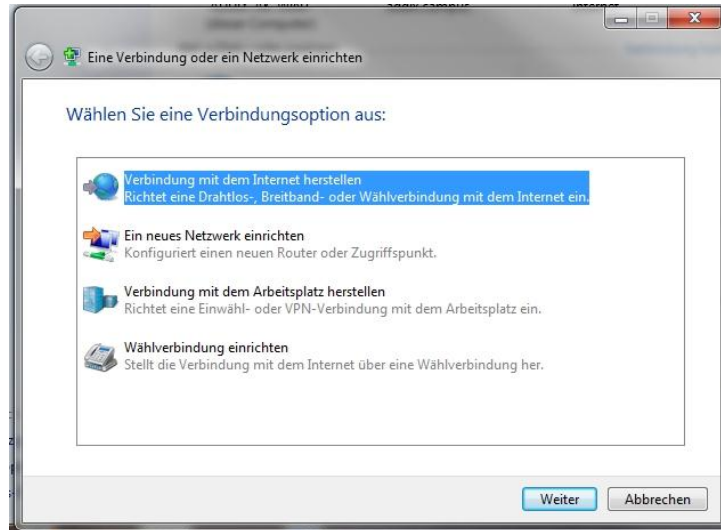 Eine Verbindung oder ein Netzwerk einrichten
Wählen Sie eine Verbindungsoption aus:
Verbindung mit dem Internet herstellen
Richtet eine Drahtlos-, Breitband- oder Wählverbindung mit dem Internet ein.
Ein neues Netzwerk einrichten
Konfiguriert einen neuen Router oder Zugriffspunkt.
Verbindung mit dem Arbeitsplatz herstellen
Richtet eine Einwähl- oder VPN-Verbindung mit dem Arbeitsplatz ein.
Wählverbindung einrichten
Stellt die Verbindung mit dem Internet über eine Wählverbindung her.
Weiter Abbrechen